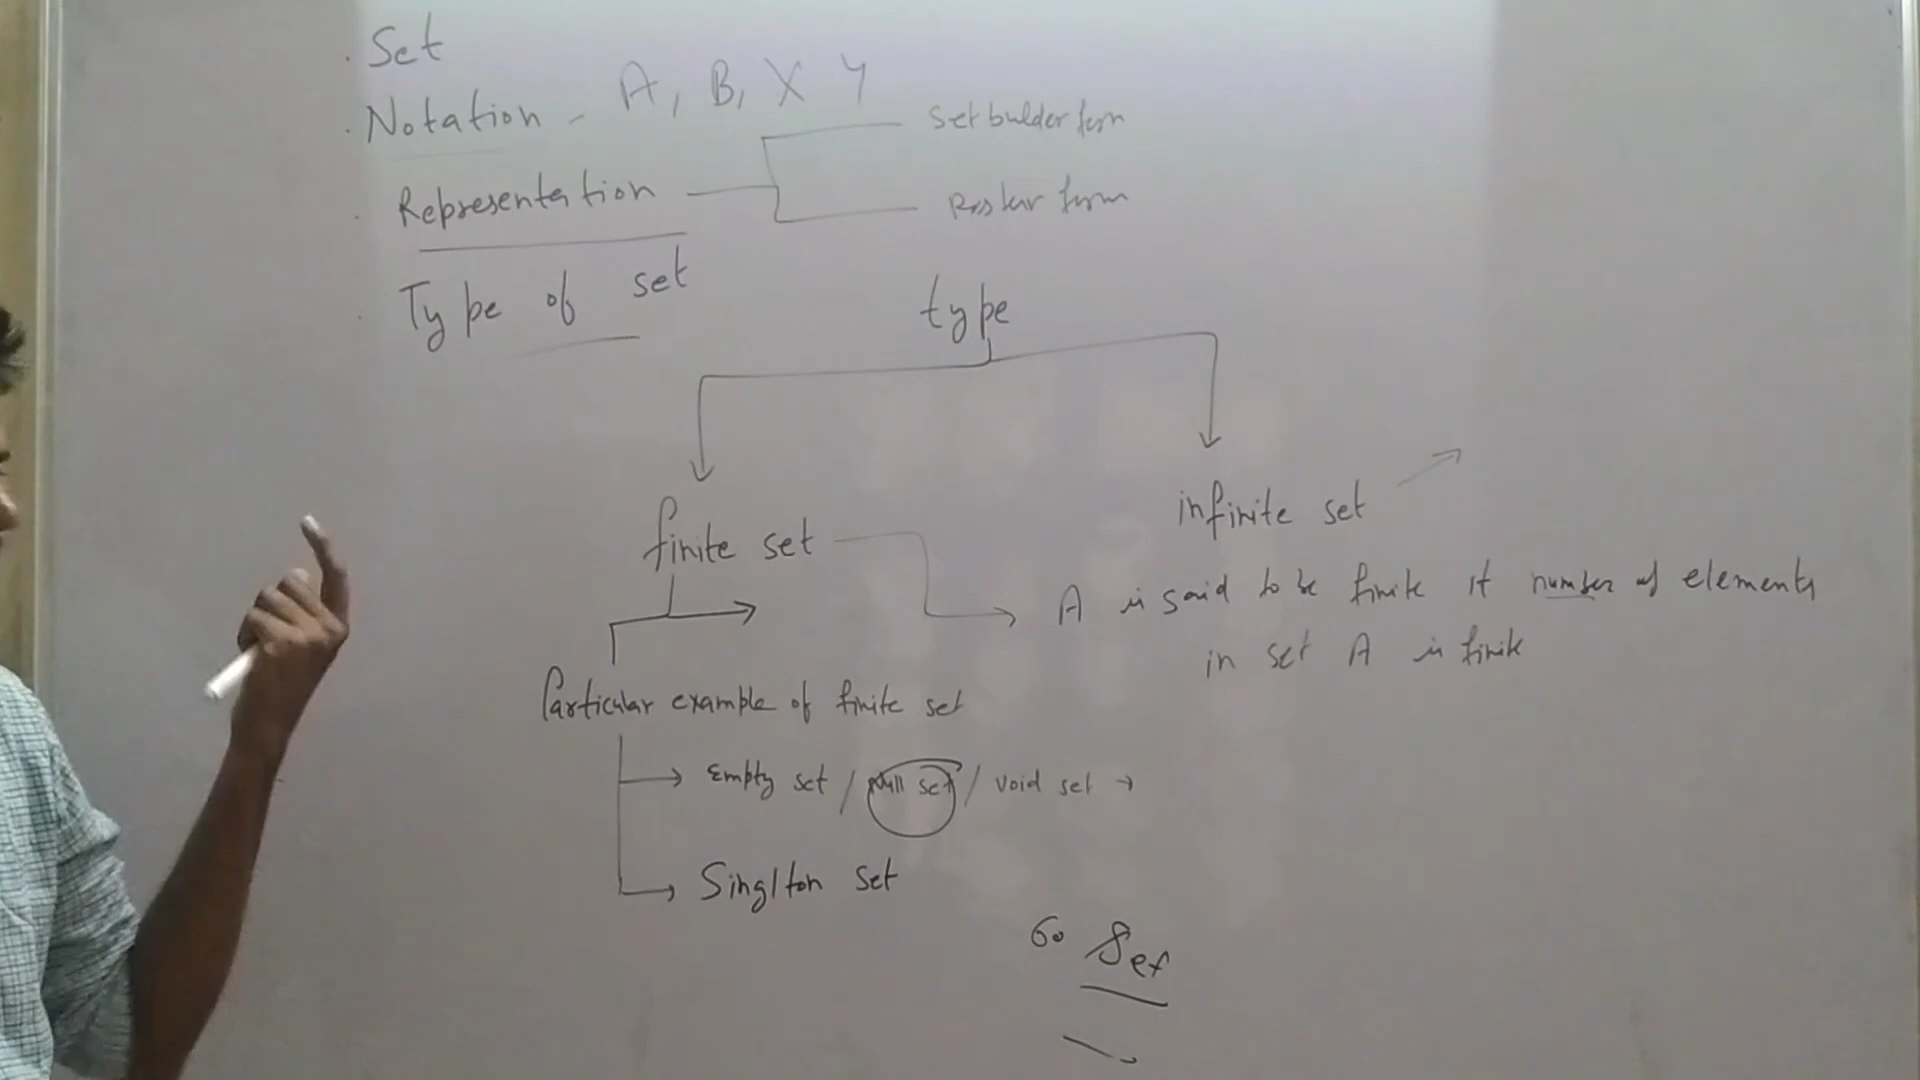 . Set
. Notation - A, B, X Y
Set bulder form
. Representation
Roster form
. Type of set
type
finite set
infinite set
A is said to be finite if number of elements
in set A is finite
Particular example of finite set
Empty set / Null set / void set →
Singlton set
60 Set